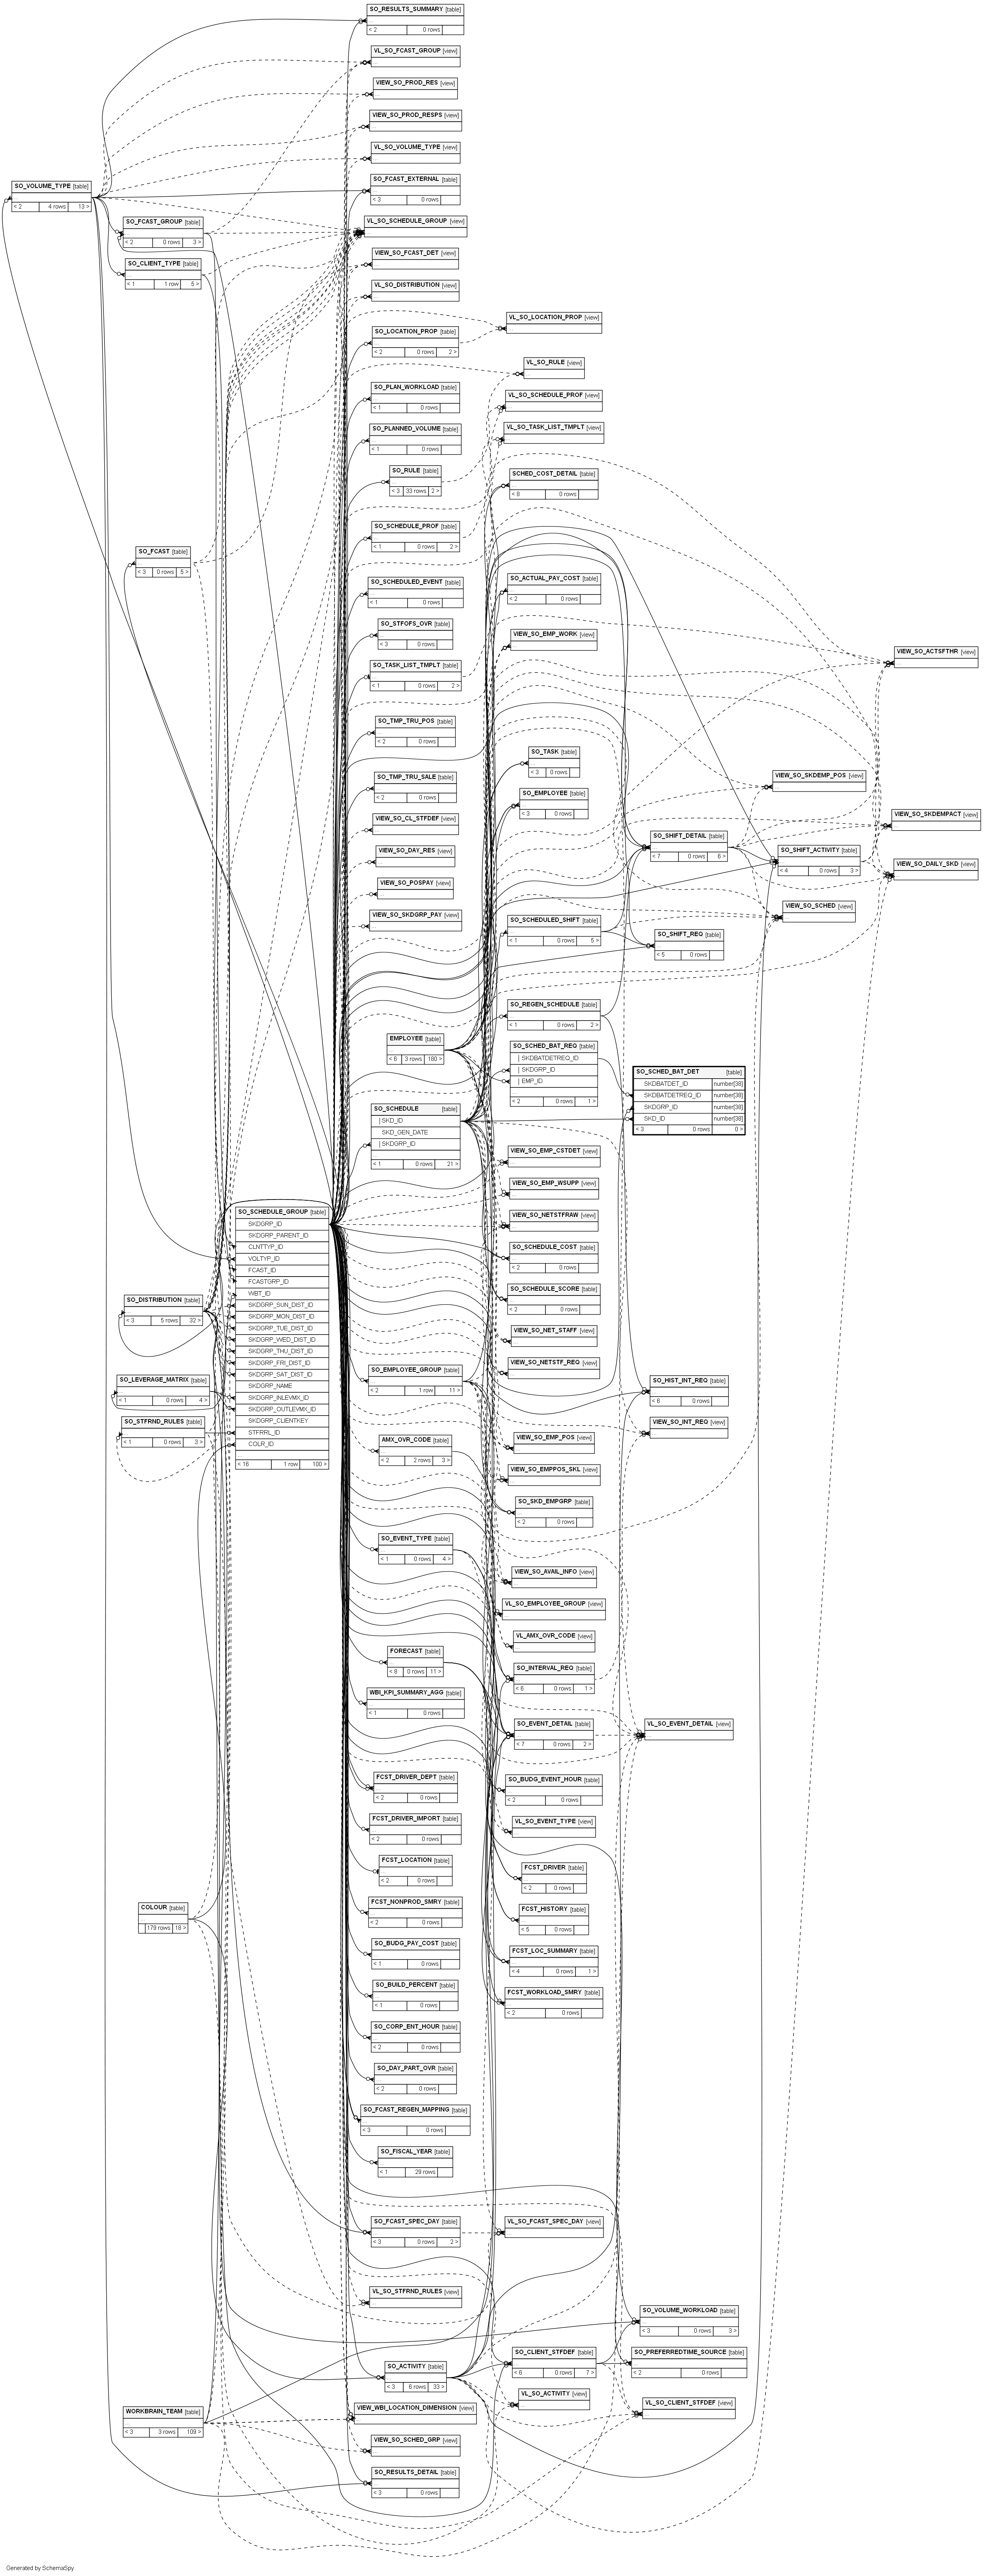 SO_RESULTS_SUMMARY [table]
...
< 2 0 rows
VL_SO_FCAST_GROUP [view]
...
VIEW_SO_PROD_RES [view]
...
VIEW_SO_PROD_RESPS [view]
...
VL_SO_VOLUME_TYPE [view]
...
SO_VOLUME_TYPE [table]
...
< 2 4 rows 13 >
SO_FCAST_EXTERNAL [table]
...
< 3 0 rows
SO_FCAST_GROUP [table]
...
< 2 0 rows 3 >
VL_SO_SCHEDULE_GROUP [view]
...
SO_CLIENT_TYPE [table]
...
< 1 1 row 5 >
VIEW_SO_FCAST_DET [view]
...
VL_SO_DISTRIBUTION [view]
...
VL_SO_LOCATION_PROP [view]
...
SO_LOCATION_PROP [table]
...
< 2 0 rows 2 >
VL_SO_RULE [view]
...
SO_PLAN_WORKLOAD [table]
...
< 1 0 rows
VL_SO_SCHEDULE_PROF [view]
...
SO_PLANNED_VOLUME [table]
...
< 1 0 rows
VL_SO_TASK_LIST_TMPLT [view]
...
SO_RULE [table]
...
< 3 33 rows 2 >
SCHED_COST_DETAIL [table]
...
< 8 0 rows
SO_SCHEDULE_PROF [table]
...
< 1 0 rows 2 >
SO_FCAST [table]
...
< 3 0 rows 5 >
SO_SCHEDULED_EVENT [table]
...
< 1 0 rows
SO_ACTUAL_PAY_COST [table]
...
< 2 0 rows
SO_STFOFS_OVR [table]
...
< 3 0 rows
VIEW_SO_EMP_WORK [view]
...
VIEW_SO_ACTSFTHR [view]
...
SO_TASK_LIST_TMPLT [table]
...
< 1 0 rows 2 >
SO_TMP_TRU_POS [table]
...
< 2 0 rows
SO_TASK [table]
...
< 3 0 rows
SO_TMP_TRU_SALE [table]
...
< 2 0 rows
VIEW_SO_SKDEMP_POS [view]
...
SO_EMPLOYEE [table]
...
< 3 0 rows
VIEW_SO_CL_STFDEF [view]
...
VIEW_SO_SKDEMPACT [view]
...
SO_SHIFT_DETAIL [table]
...
< 7 0 rows 6 >
VIEW_SO_DAY_RES [view]
...
SO_SHIFT_ACTIVITY [table]
...
< 4 0 rows 3 >
VIEW_SO_DAILY_SKD [view]
...
VIEW_SO_POSPAY [view]
...
VIEW_SO_SKDGRP_PAY [view]
...
SO_SCHEDULED_SHIFT [table]
...
< 1 0 rows 5 >
VIEW_SO_SCHED [view]
...
SO_SHIFT_REQ [table]
...
< 5 0 rows
SO_REGEN_SCHEDULE [table]
...
< 1 0 rows 2 >
EMPLOYEE [table]
...
< 6 3 rows 180 >
SO_SCHED_BAT_REQ [table]
| SKDBATDETREQ_ID
| SKDGRP_ID
| EMP_ID
...
< 2 0 rows 1 >
SO_SCHED_BAT_DET [table]
SKDBATDET_ID number[38]
SKDBATDETREQ_ID number[38]
SKDGRP_ID number[38]
SKD_ID number[38]
< 3 0 rows 0 >
SO_SCHEDULE [table]
| SKD_ID
SKD_GEN_DATE
| SKDGRP_ID
...
< 1 0 rows 21 >
VIEW_SO_EMP_CSTDET [view]
...
VIEW_SO_EMP_WSUPP [view]
...
VIEW_SO_NETSTFRAW [view]
...
SO_SCHEDULE_GROUP [table]
SKDGRP_ID
SKDGRP_PARENT_ID
CLNTTYP_ID
VOLTYP_ID
FCAST_ID
FCASTGRP_ID
WBT_ID
SKDGRP_SUN_DIST_ID
SKDGRP_MON_DIST_ID
SKDGRP_TUE_DIST_ID
SKDGRP_WED_DIST_ID
SKDGRP_THU_DIST_ID
SKDGRP_FRI_DIST_ID
SKDGRP_SAT_DIST_ID
SKDGRP_NAME
SKDGRP_INLEVMX_ID
SKDGRP_OUTLEVMX_ID
SKDGRP_CLIENTKEY
STFRRL_ID
COLR_ID
...
< 16 1 row 100 >
SO_SCHEDULE_COST [table]
...
< 2 0 rows
SO_SCHEDULE_SCORE [table]
...
< 2 0 rows
SO_DISTRIBUTION [table]
...
< 3 5 rows 32 >
VIEW_SO_NET_STAFF [view]
...
VIEW_SO_NETSTF_REQ [view]
...
SO_EMPLOYEE_GROUP [table]
...
< 2 1 row 11 >
SO_LEVERAGE_MATRIX [table]
...
< 1 0 rows 4 >
SO_HIST_INT_REQ [table]
...
< 6 0 rows
SO_STFRND_RULES [table]
...
< 1 0 rows 3 >
VIEW_SO_INT_REQ [view]
...
VIEW_SO_EMP_POS [view]
...
AMX_OVR_CODE [table]
...
< 2 2 rows 3 >
VIEW_SO_EMPPOS_SKL [view]
...
SO_SKD_EMPGRP [table]
...
< 2 0 rows
SO_EVENT_TYPE [table]
...
< 1 0 rows 4 >
VIEW_SO_AVAIL_INFO [view]
...
VL_SO_EMPLOYEE_GROUP [view]
...
VL_AMX_OVR_CODE [view]
...
FORECAST [table]
...
< 8 0 rows 11 >
SO_INTERVAL_REQ [table]
...
< 6 0 rows 1 >
WBI_KPI_SUMMARY_AGG [table]
...
< 1 0 rows
SO_EVENT_DETAIL [table]
...
< 7 0 rows 2 >
VL_SO_EVENT_DETAIL [view]
...
FCST_DRIVER_DEPT [table]
...
< 2 0 rows
SO_BUDG_EVENT_HOUR [table]
...
< 2 0 rows
FCST_DRIVER_IMPORT [table]
...
< 2 0 rows
VL_SO_EVENT_TYPE [view]
...
FCST_LOCATION [table]
...
< 2 0 rows
FCST_DRIVER [table]
...
< 2 0 rows
FCST_NONPROD_SMRY [table]
...
< 2 0 rows
COLOUR [table]
...
179 rows 18 >
FCST_HISTORY [table]
...
< 5 0 rows
SO_BUDG_PAY_COST [table]
...
< 1 0 rows
FCST_LOC_SUMMARY [table]
...
< 4 0 rows 1 >
SO_BUILD_PERCENT [table]
...
< 1 0 rows
FCST_WORKLOAD_SMRY [table]
...
< 2 0 rows
SO_CORP_ENT_HOUR [table]
...
< 2 0 rows
SO_DAY_PART_OVR [table]
...
< 2 0 rows
SO_FCAST_REGEN_MAPPING [table]
...
< 3 0 rows
SO_FISCAL_YEAR [table]
...
< 1 29 rows
SO_FCAST_SPEC_DAY [table]
...
< 3 0 rows 2 >
VL_SO_FCAST_SPEC_DAY [view]
...
VL_SO_STFRND_RULES [view]
...
SO_VOLUME_WORKLOAD [table]
...
< 3 0 rows 3 >
SO_ACTIVITY [table]
...
< 3 6 rows 33 >
SO_CLIENT_STFDEF [table]
...
< 6 0 rows 7 >
SO_PREFERREDTIME_SOURCE [table]
...
< 2 0 rows
VL_SO_ACTIVITY [view]
...
VL_SO_CLIENT_STFDEF [view]
...
WORKBRAIN_TEAM [table]
...
< 3 3 rows 109 >
VIEW_WBI_LOCATION_DIMENSION [view]
...
VIEW_SO_SCHED_GRP [view]
...
SO_RESULTS_DETAIL [table]
...
< 3 0 rows
Generated by SchemaSpy